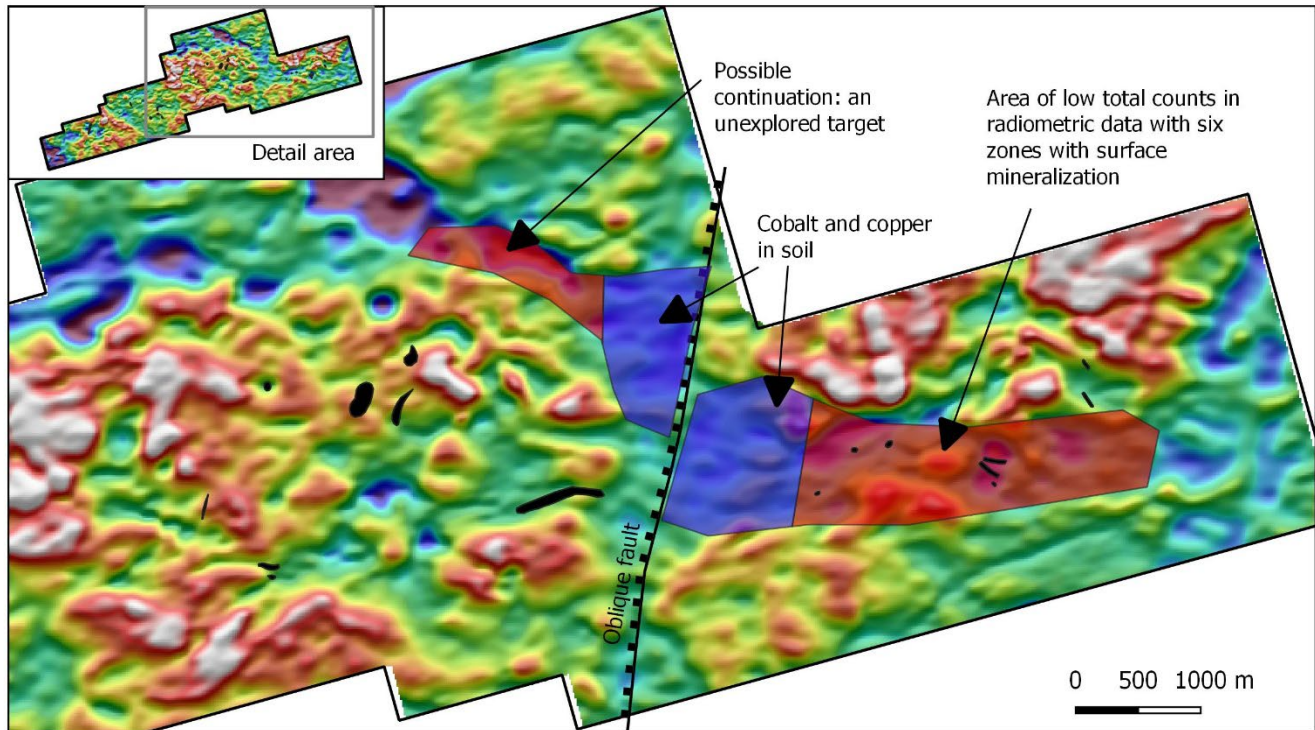 Detail area
Possible
continuation: an
unexplored target
Area of low total counts in
radiometric data with six
zones with surface
mineralization
Cobalt and copper
in soil
Oblique fault
0 500 1000 m